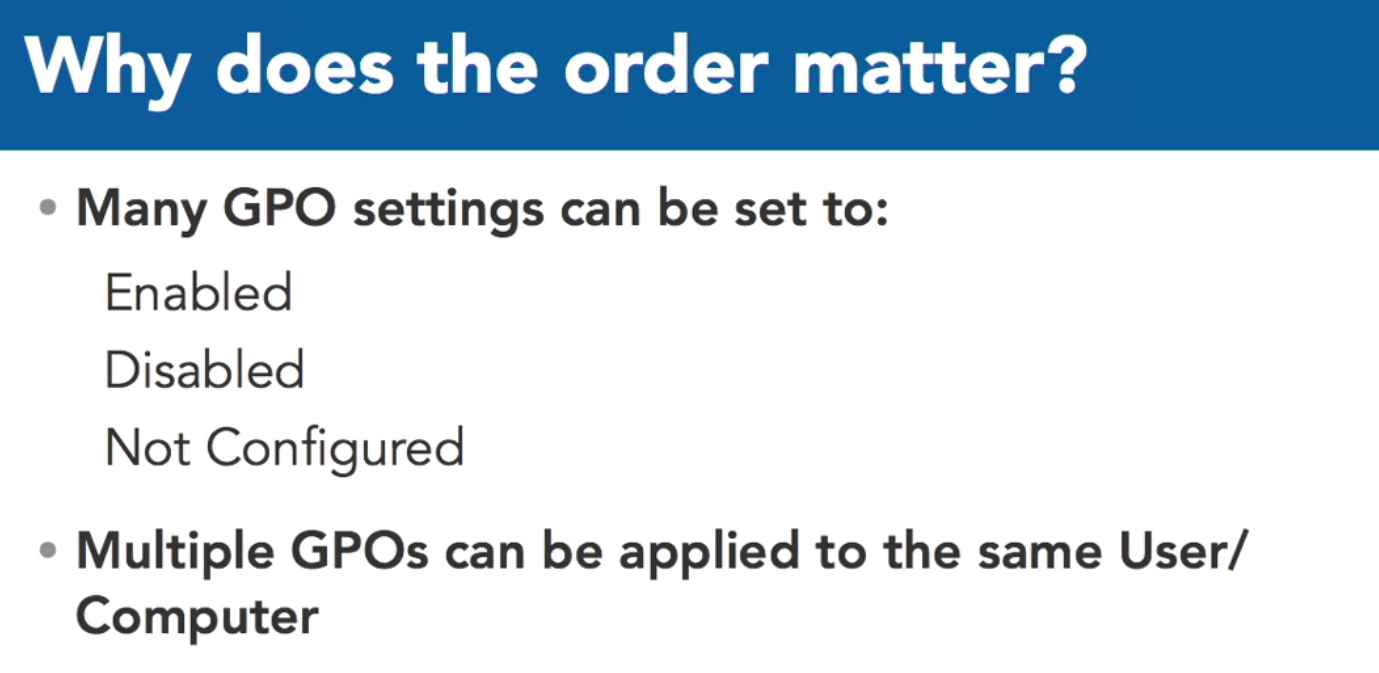 Why does the order matter?
• Many GPO settings can be set to:
Enabled
Disabled
Not Configured
• Multiple GPOs can be applied to the same User/
Computer